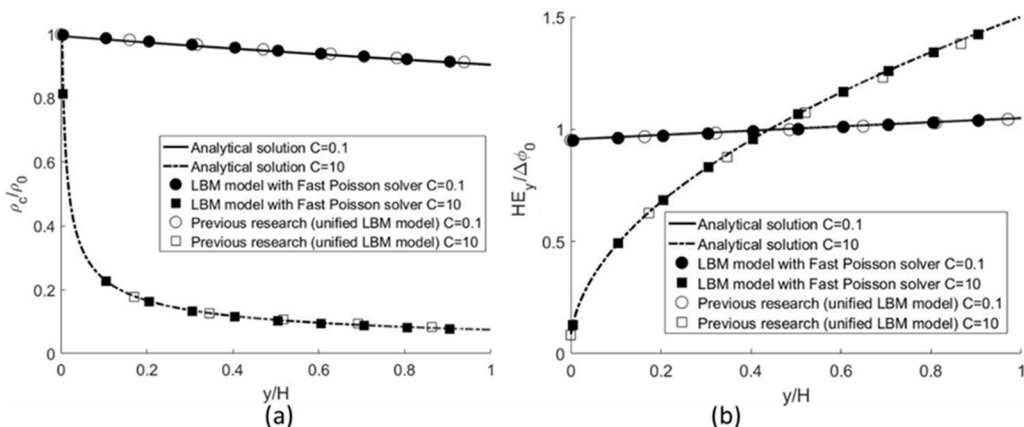 1
0.8
0.6
0.4
0.2
0
ρc/ρ0
Analytical solution C=0.1
Analytical solution C=10
LBM model with Fast Poisson solver C=0.1
LBM model with Fast Poisson solver C=10
Previous research (unified LBM model) C=0.1
Previous research (unified LBM model) C=10
0 0.2 0.4 0.6 0.8 1
y/H
(a)
1.5
1
0.5
0
HEy/Δϕ0
Analytical solution C=0.1
Analytical solution C=10
LBM model with Fast Poisson solver C=0.1
LBM model with Fast Poisson solver C=10
Previous research (unified LBM model) C=0.1
Previous research (unified LBM model) C=10
0 0.2 0.4 0.6 0.8 1
y/H
(b)